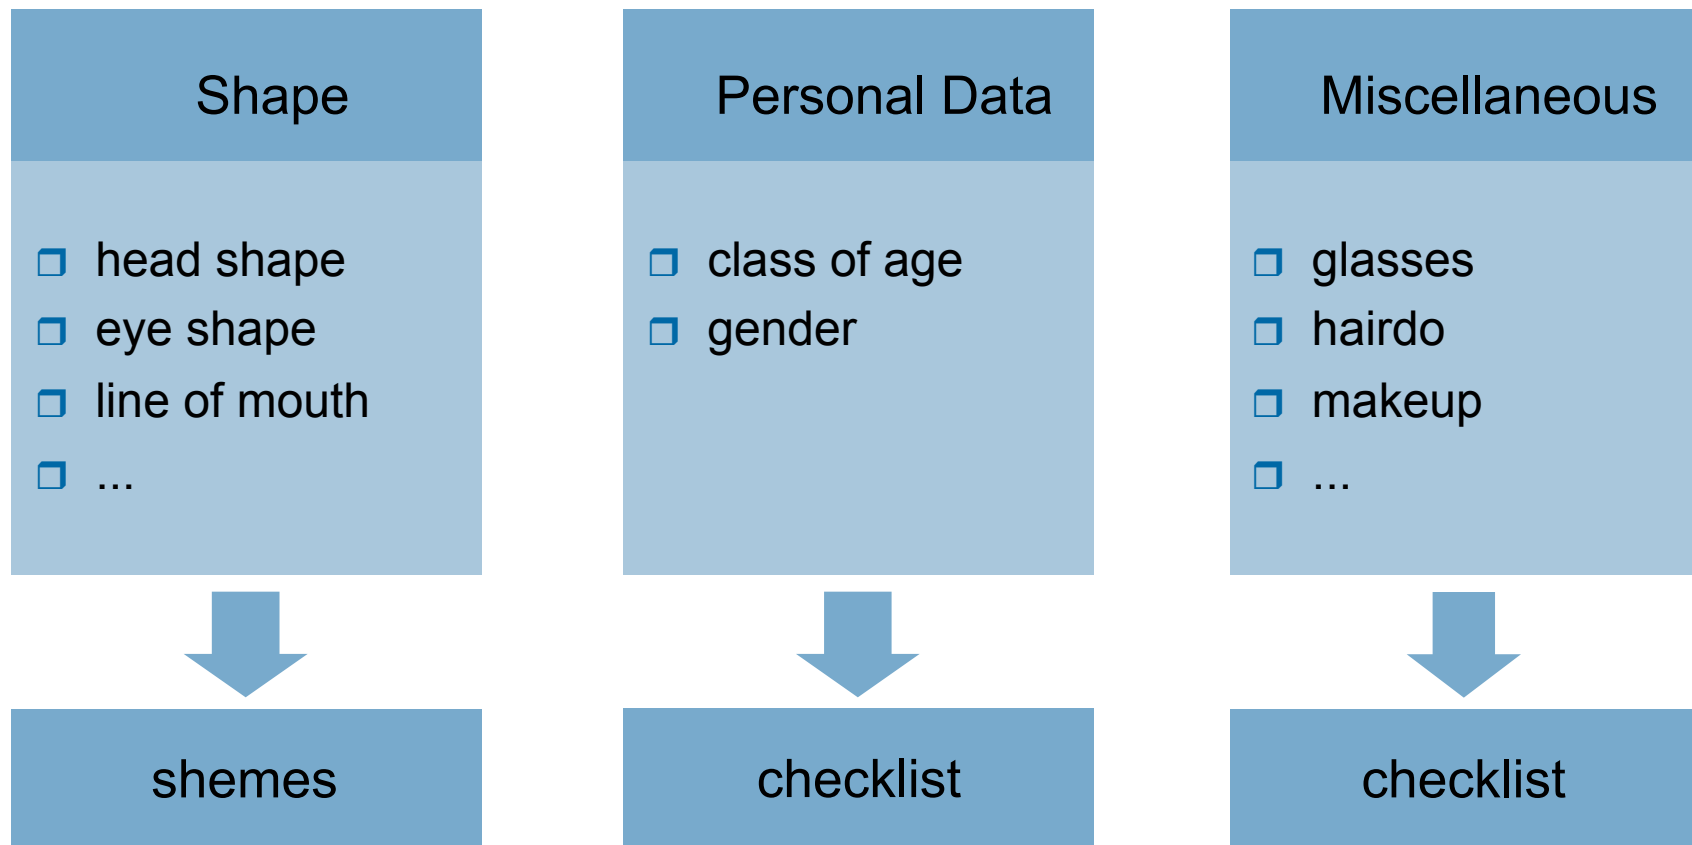 Shape
head shape
eye shape
line of mouth
...
shemes
Personal Data
class of age
gender
checklist
Miscellaneous
glasses
hairdo
makeup
...
checklist